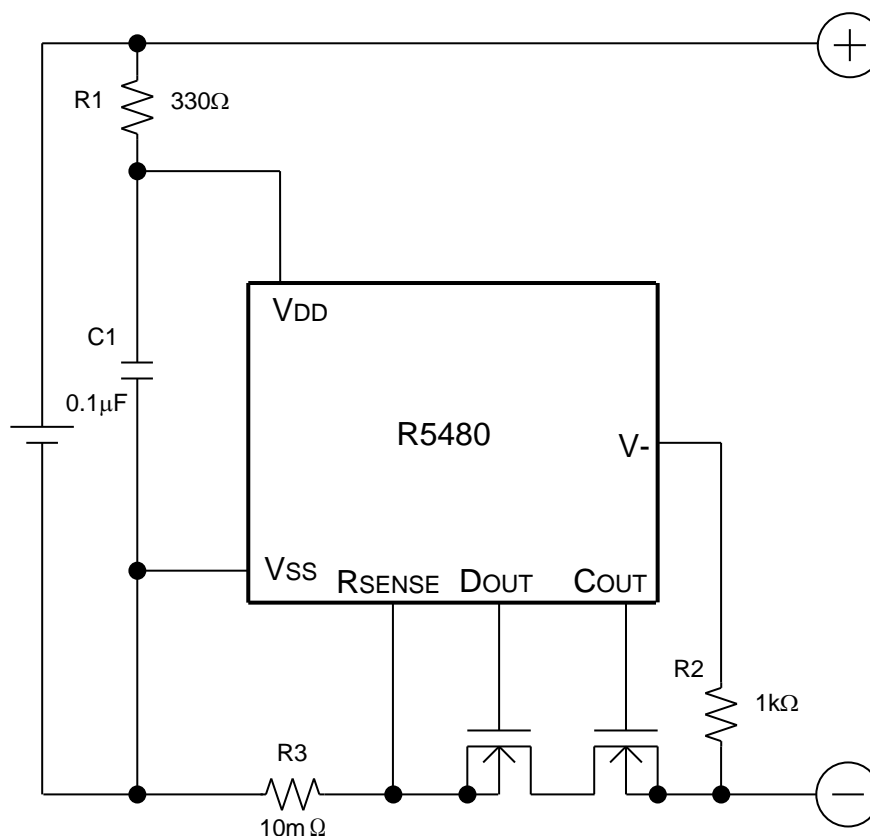 R1
330Ω
VDD
C1
0.1μF
R5480
V-
VSS
RSENSE
DOUT
COUT
R2
1kΩ
R3
10mΩ